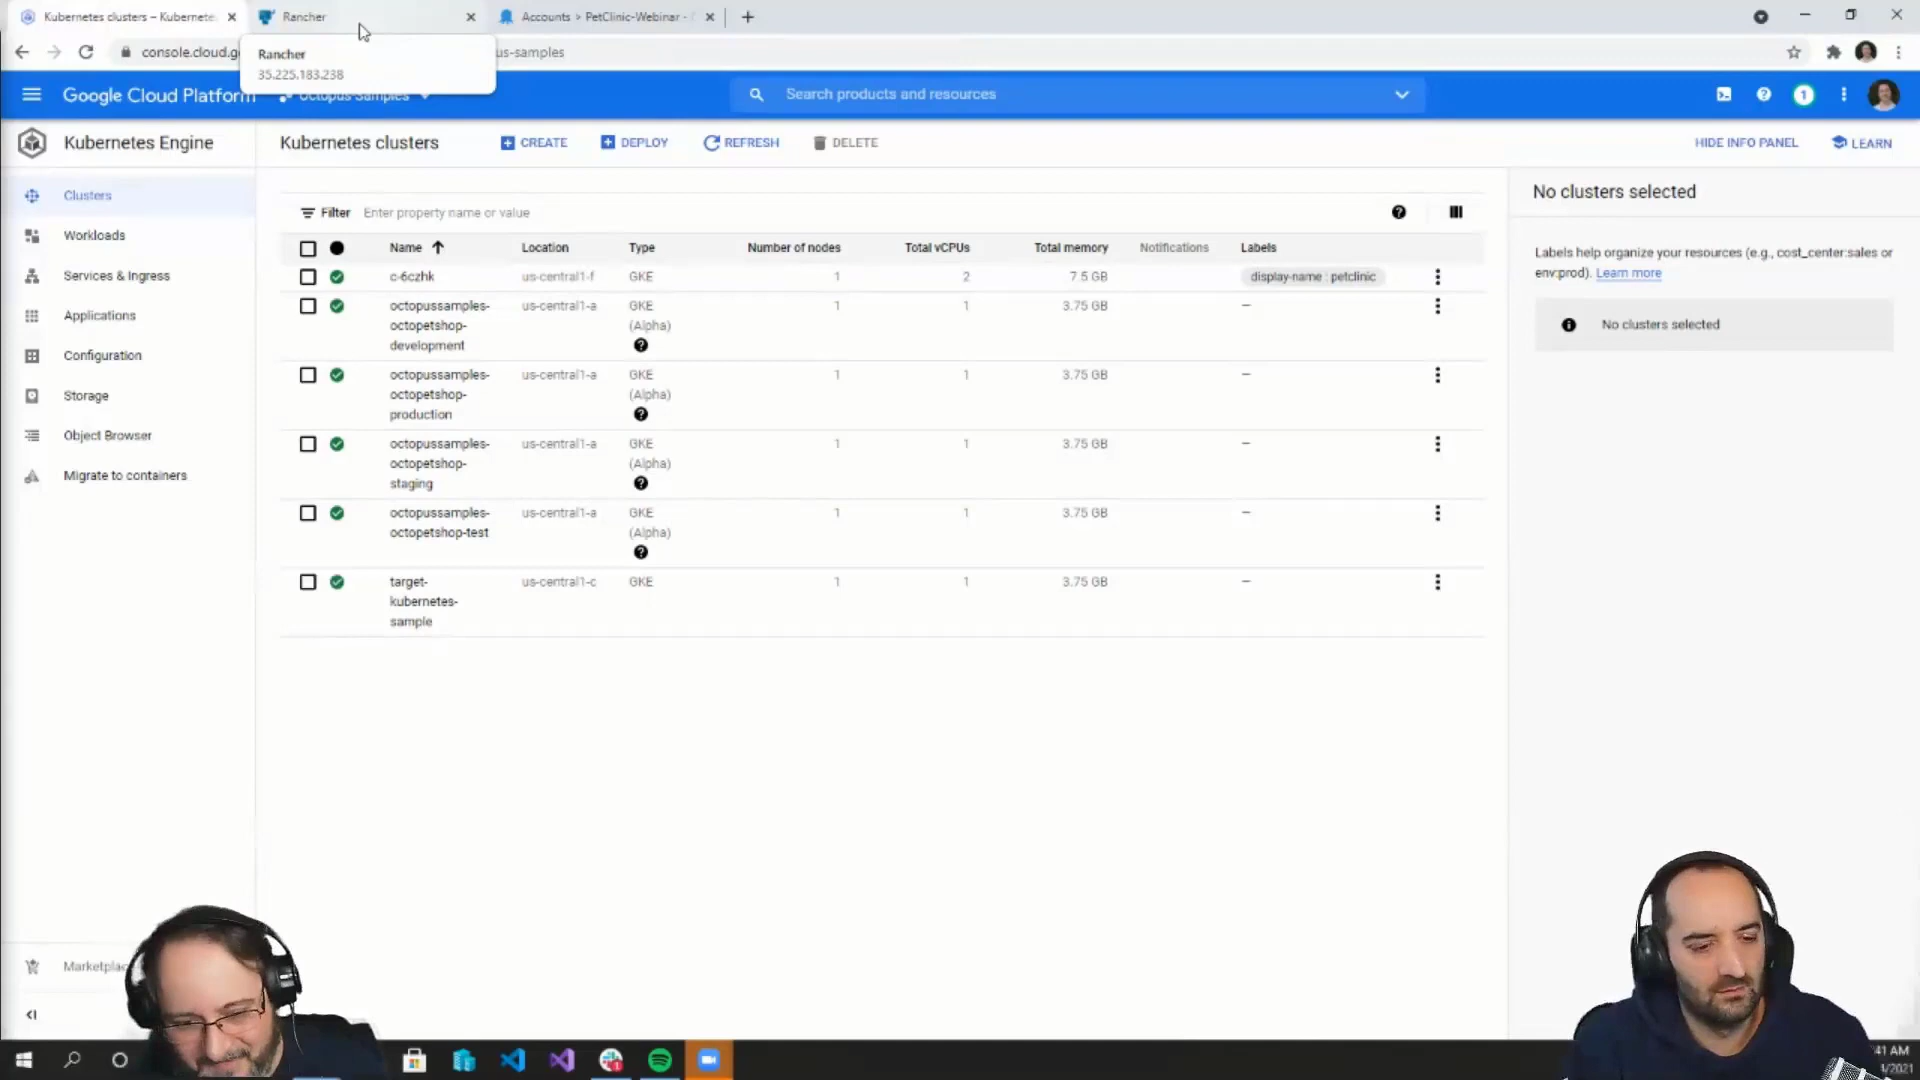 Kubernetes clusters – Kubernete
Rancher
Accounts > PetClinic-Webinar -
console.cloud.g
us-samples
Rancher
35.225.183.238
Google Cloud Platform
Octopus-Samples
Search products and resources
1
Kubernetes Engine
Kubernetes clusters
CREATE
DEPLOY
REFRESH
DELETE
HIDE INFO PANEL
LEARN
Clusters
Workloads
Services & Ingress
Applications
Configuration
Storage
Object Browser
Migrate to containers
Marketplac
Filter Enter property name or value
Name Location Type Number of nodes Total vCPUs Total memory Notifications Labels
c-6czhk us-central1-f GKE 1 2 7.5 GB display-name : petclinic
octopussamples- us-central1-a GKE 1 1 3.75 GB —
octopetshop- (Alpha)
development
octopussamples- us-central1-a GKE 1 1 3.75 GB —
octopetshop- (Alpha)
production
octopussamples- us-central1-a GKE 1 1 3.75 GB —
octopetshop- (Alpha)
staging
octopussamples- us-central1-a GKE 1 1 3.75 GB —
octopetshop-test (Alpha)
target- us-central1-c GKE 1 1 3.75 GB —
kubernetes-
sample
No clusters selected
Labels help organize your resources (e.g., cost_center:sales or
env:prod). Learn more
No clusters selected
41 AM
/2021